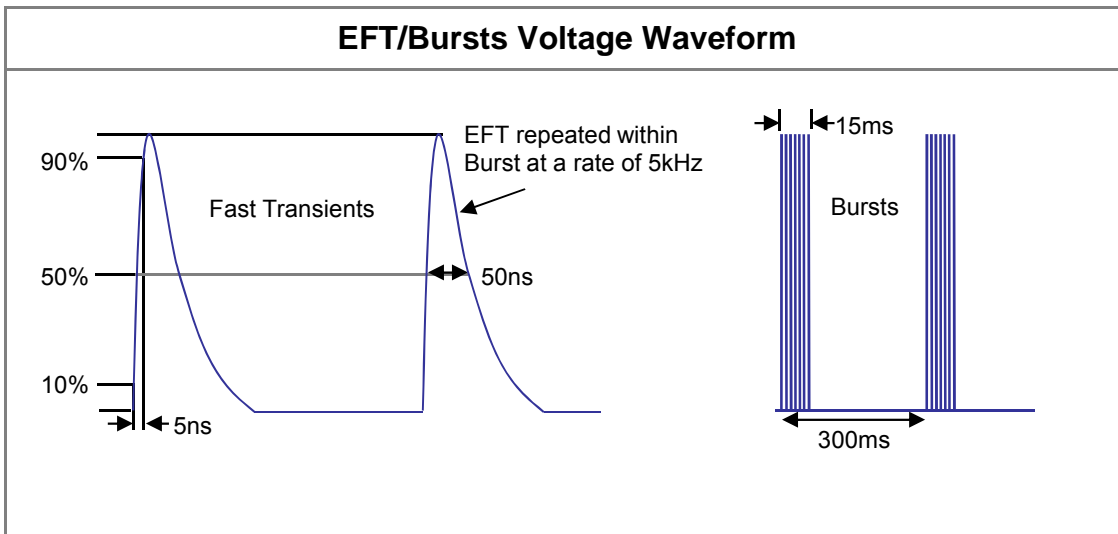 EFT/Bursts Voltage Waveform
EFT repeated within
Burst at a rate of 5kHz
15ms
90%
Fast Transients
Bursts
50%
50ns
10%
5ns
300ms